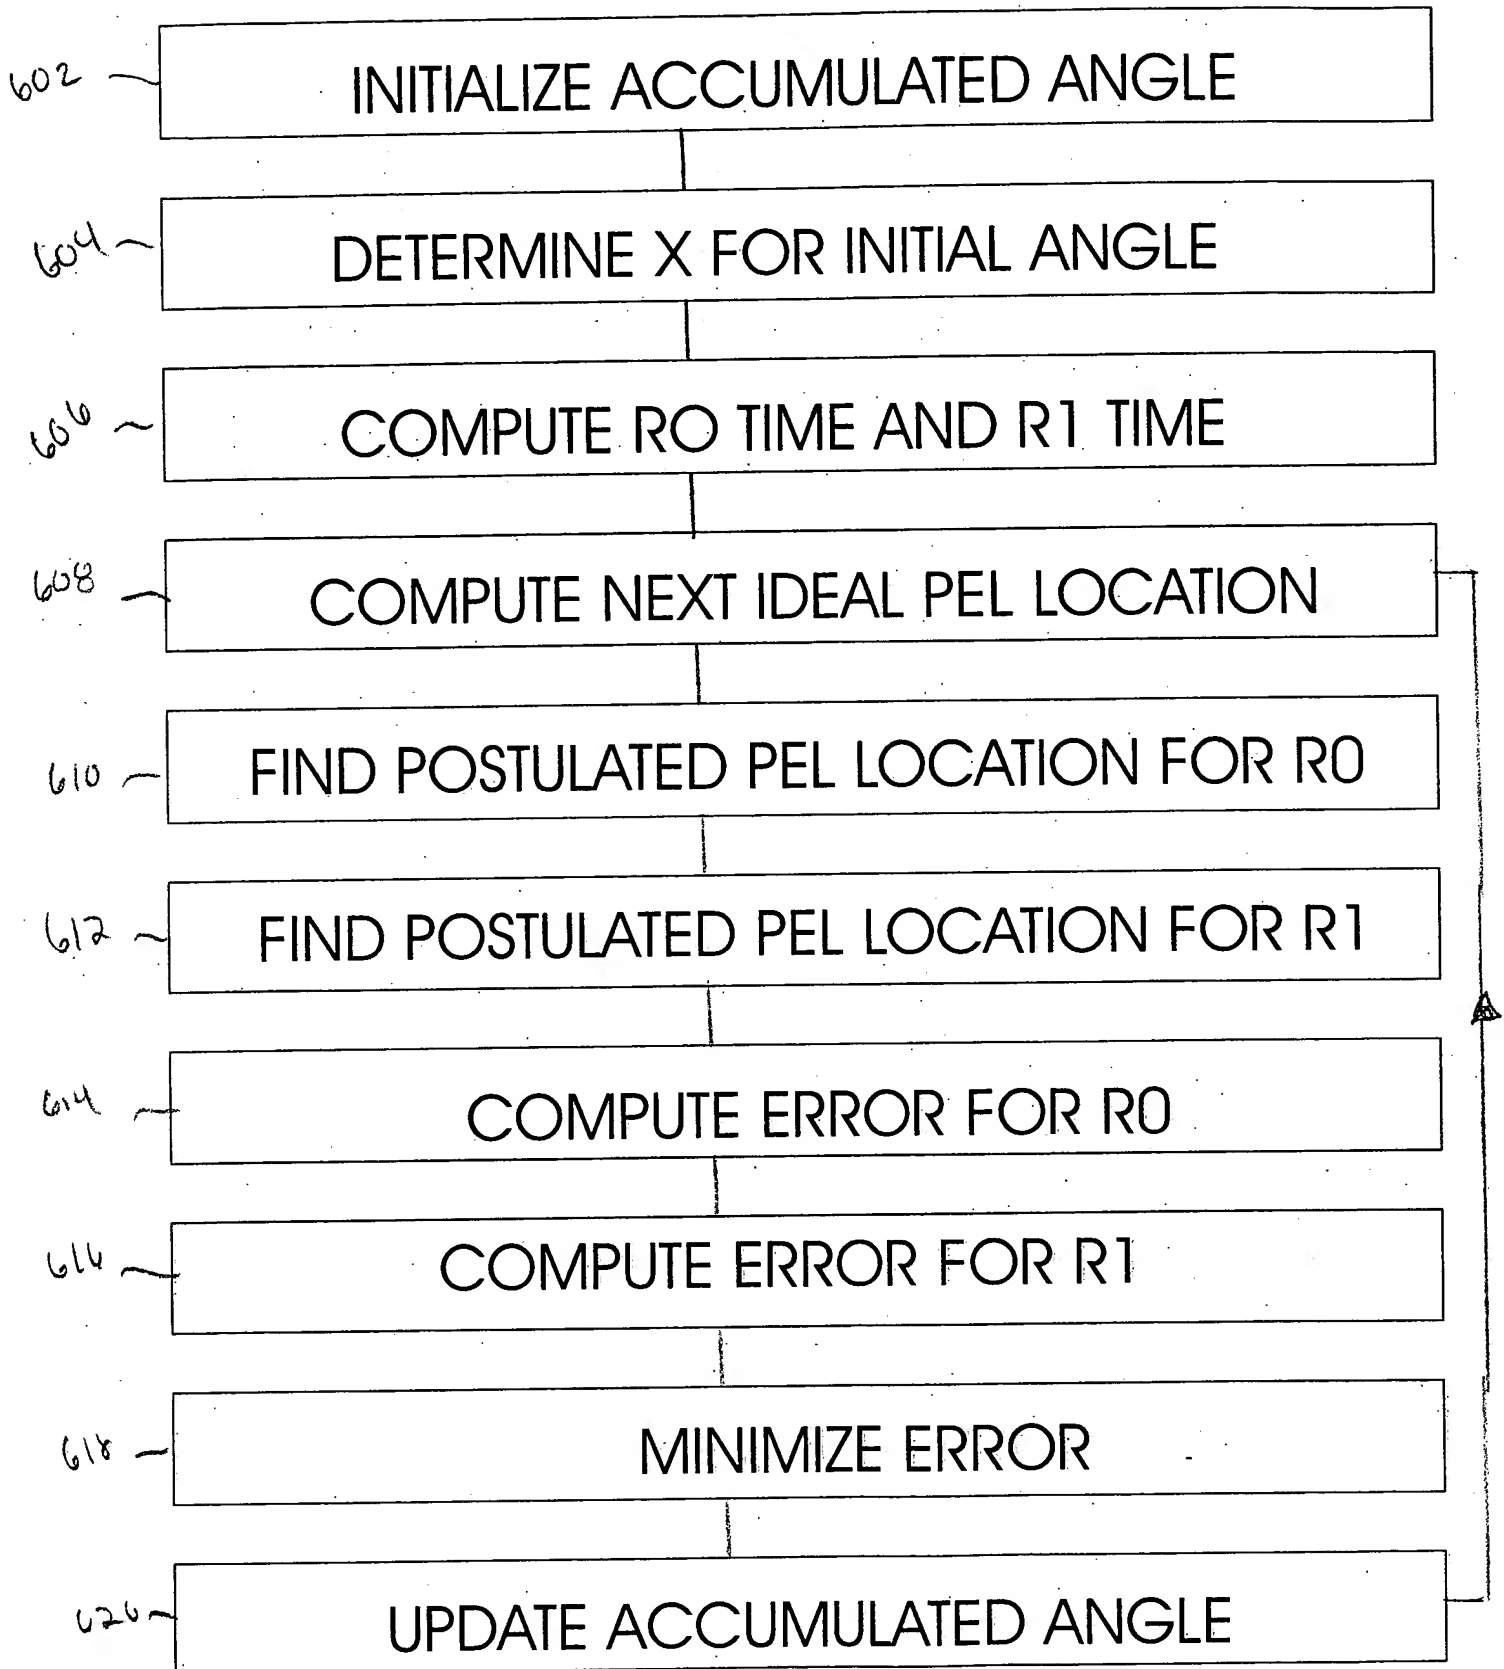 602 INITIALIZE ACCUMULATED ANGLE
604 DETERMINE X FOR INITIAL ANGLE
606 COMPUTE RO TIME AND R1 TIME
608 COMPUTE NEXT IDEAL PEL LOCATION
610 FIND POSTULATED PEL LOCATION FOR R0
612 FIND POSTULATED PEL LOCATION FOR R1
614 COMPUTE ERROR FOR R0
616 COMPUTE ERROR FOR R1
618 MINIMIZE ERROR
UPDATE ACCUMULATED ANGLE